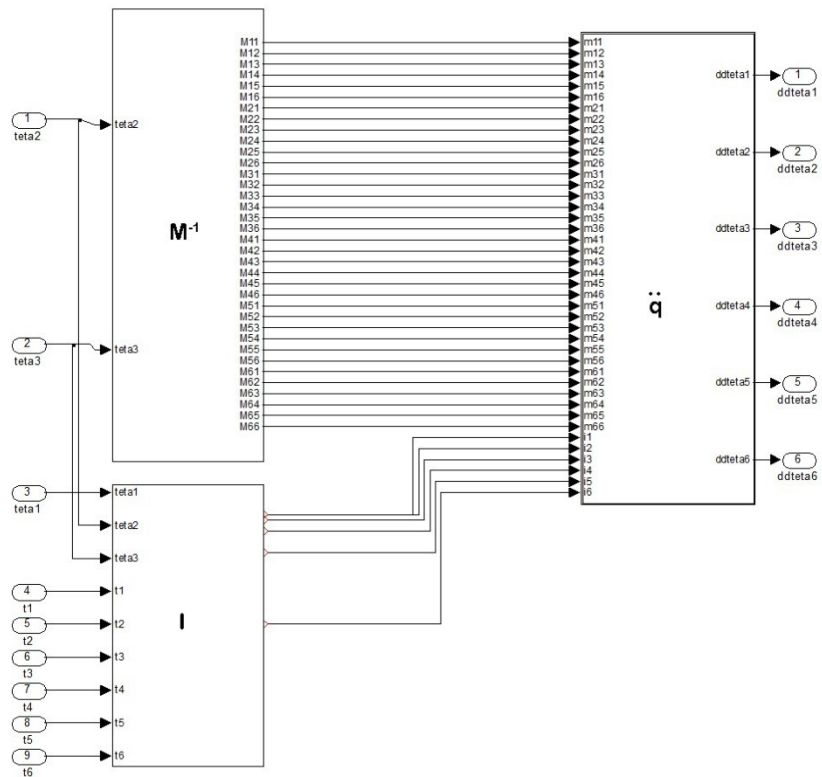 1
teta2
2
teta3
3
teta1
4
t1
5
t2
6
t3
7
t4
8
t5
9
t6
teta2
teta3
M⁻¹
M11
M12
M13
M14
M15
M16
M21
M22
M23
M24
M25
M26
M31
M32
M33
M34
M35
M36
M41
M42
M43
M44
M45
M46
M51
M52
M53
M54
M55
M56
M61
M62
M63
M64
M65
M66
teta1
teta2
teta3
t1
t2
t3
t4
t5
t6
I
m11
m12
m13
m14
m15
m16
m21
m22
m23
m24
m25
m26
m31
m32
m33
m34
m35
m36
m41
m42
m43
m44
m45
m46
m51
m52
m53
m54
m55
m56
m61
m62
m63
m64
m65
m66
i1
i2
i3
i4
i5
i6
q̈
ddteta1
ddteta2
ddteta3
ddteta4
ddteta5
ddteta6
1
ddteta1
2
ddteta2
3
ddteta3
4
ddteta4
5
ddteta5
6
ddteta6